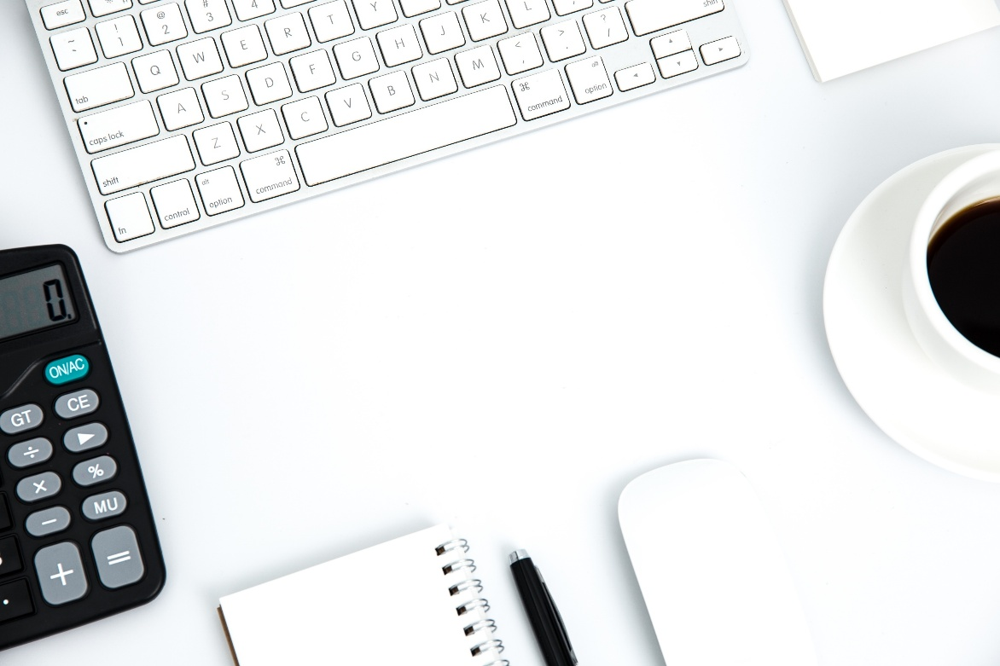 esc
# $
3 4
~ ! @
` 1 2
Q W E R T Y
tab
A S D F G H J K L
caps lock
Z X C V B N M < , > . ? /
shift
shift
fn control alt option ⌘ command ⌘ command alt option ◄ ▲ ▼ ►
0.
ON/AC
GT CE
÷ ►
× %
− MU
+ =
.